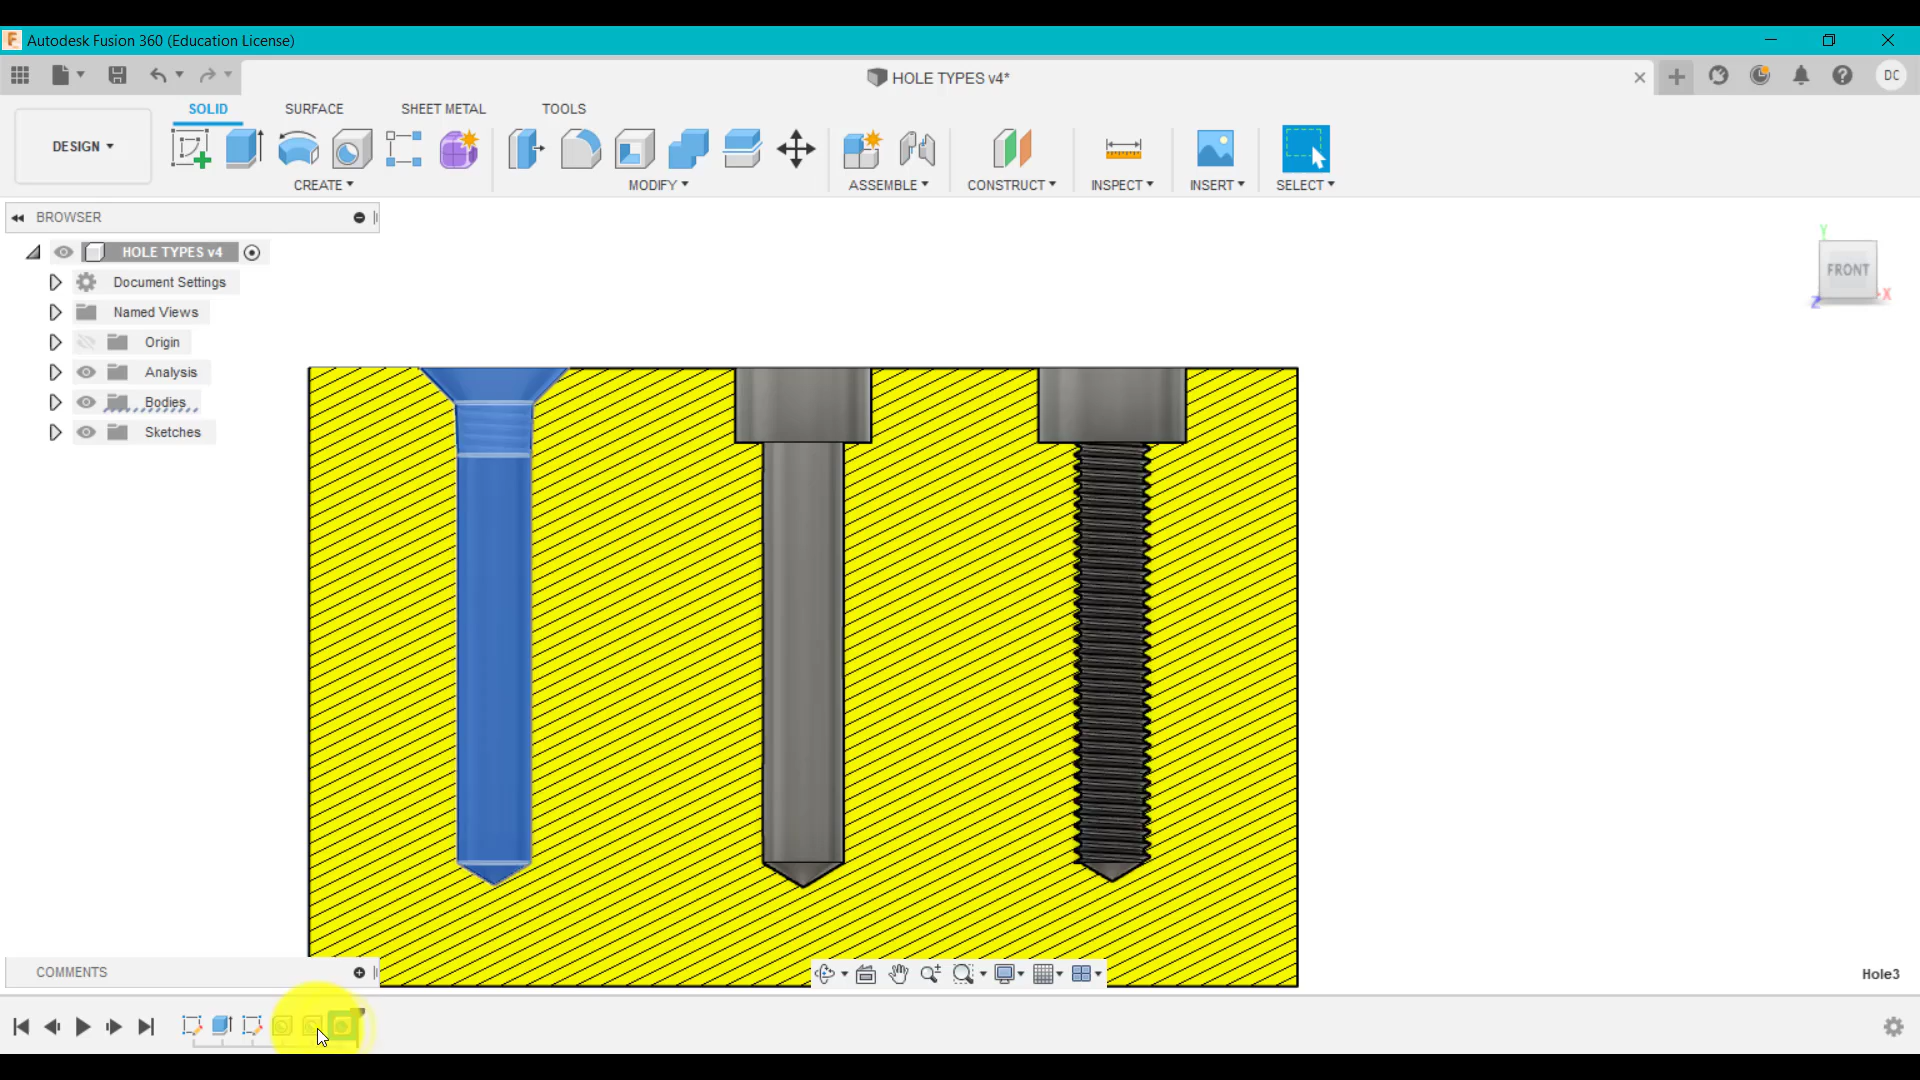 Autodesk Fusion 360 (Education License)
HOLE TYPES v4*
DC
SOLID SURFACE SHEET METAL TOOLS
DESIGN
CREATE MODIFY ASSEMBLE CONSTRUCT INSPECT INSERT SELECT
BROWSER
HOLE TYPES v4
Document Settings
Named Views
Origin
Analysis
Bodies
Sketches
Y
FRONT
X
Z
COMMENTS
Hole3